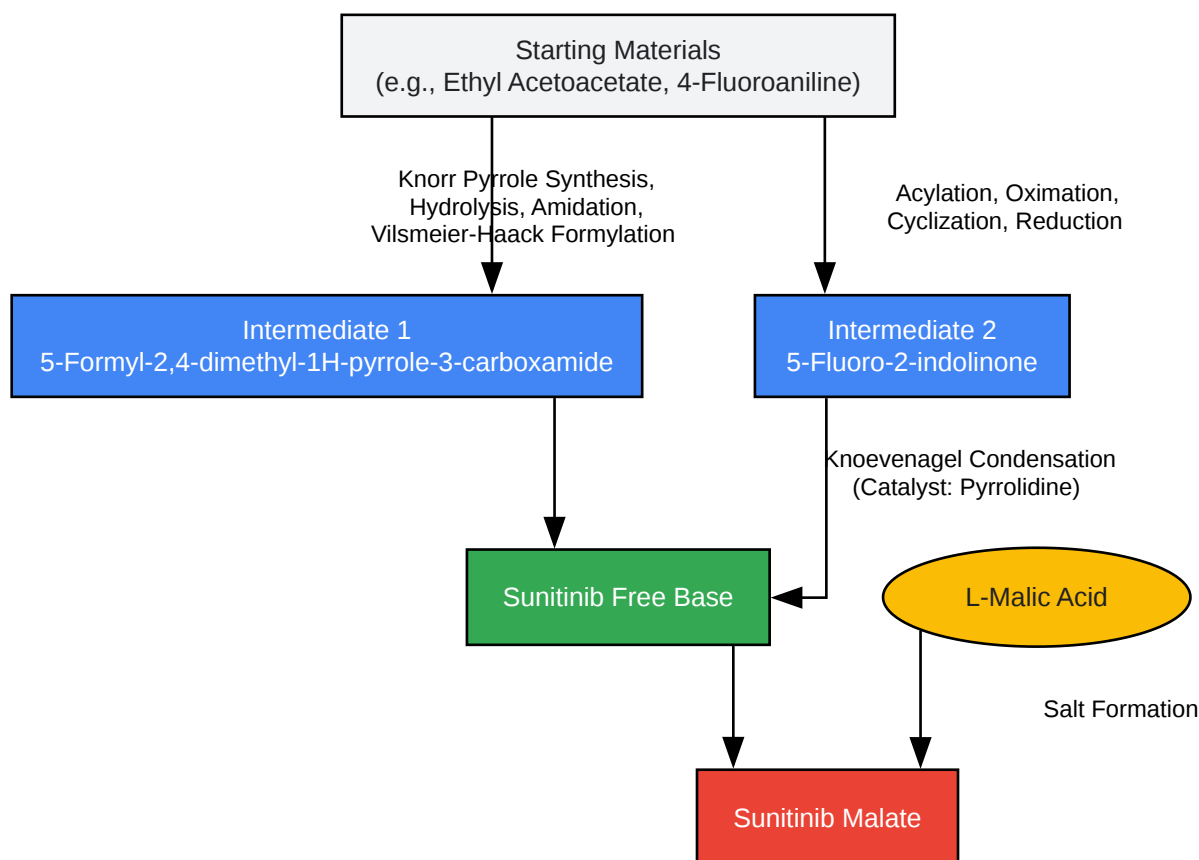 Starting Materials
(e.g., Ethyl Acetoacetate, 4-Fluoroaniline)
Knorr Pyrrole Synthesis,
Hydrolysis, Amidation,
Vilsmeier-Haack Formylation
Acylation, Oximation,
Cyclization, Reduction
Intermediate 1
5-Formyl-2,4-dimethyl-1H-pyrrole-3-carboxamide
Intermediate 2
5-Fluoro-2-indolinone
Knoevenagel Condensation
(Catalyst: Pyrrolidine)
Sunitinib Free Base
L-Malic Acid
Salt Formation
Sunitinib Malate